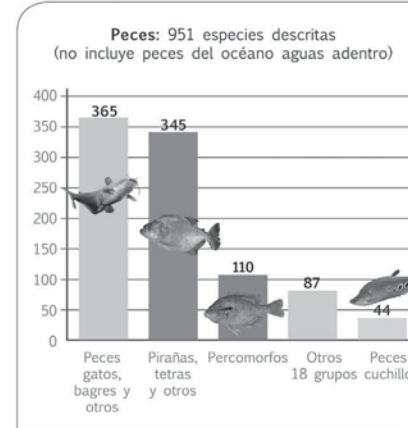 Peces: 951 especies descritas
(no incluye peces del océano aguas adentro)
400
350
300
250
200
150
100
50
0
365
345
110
87
44
Peces
gatos,
bagres y
otros
Pirañas,
tetras
y otros
Percomorfos
Otros
18 grupos
Peces
cuchillo